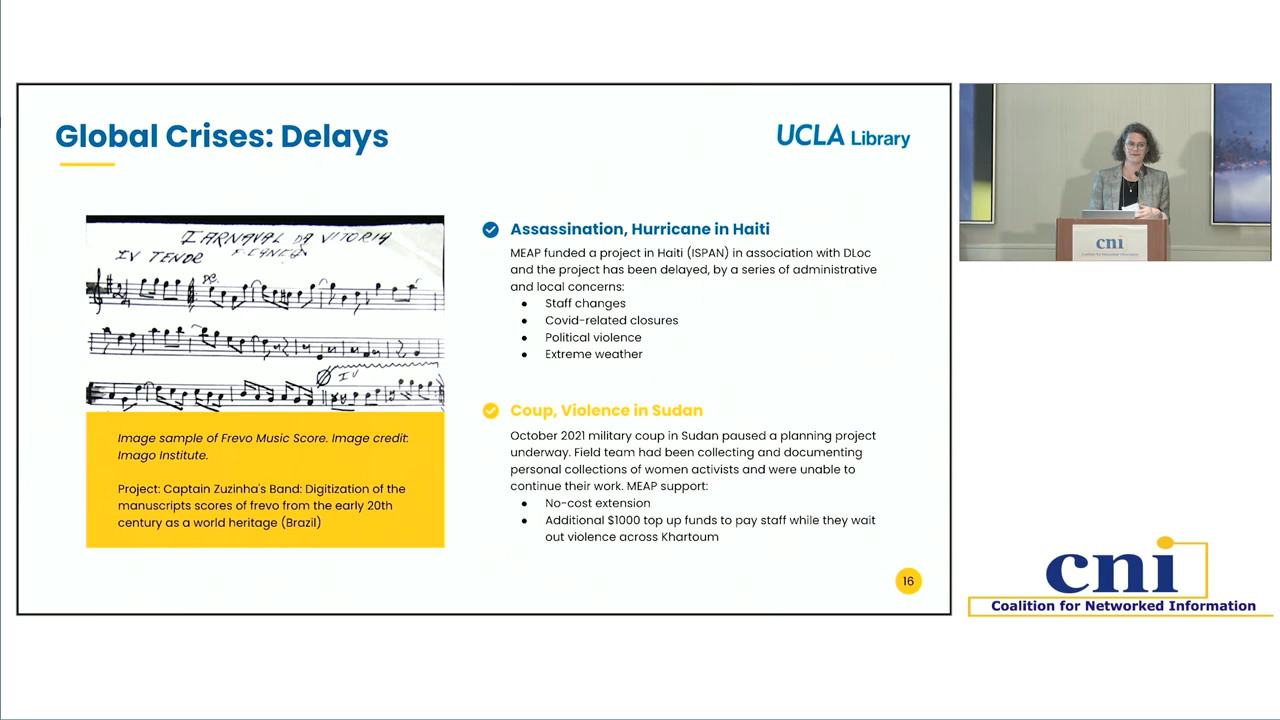 Global Crises: Delays
UCLA Library
CARNAVAL DA VITORIA
IV TENOR
Image sample of Frevo Music Score. Image credit:
Imago Institute.
Project: Captain Zuzinha's Band: Digitization of the
manuscripts scores of frevo from the early 20th
century as a world heritage (Brazil)
Assassination, Hurricane in Haiti
MEAP funded a project in Haiti (ISPAN) in association with DLoc
and the project has been delayed, by a series of administrative
and local concerns:
● Staff changes
● Covid-related closures
● Political violence
● Extreme weather
Coup, Violence in Sudan
October 2021 military coup in Sudan paused a planning project
underway. Field team had been collecting and documenting
personal collections of women activists and were unable to
continue their work. MEAP support:
● No-cost extension
● Additional $1000 top up funds to pay staff while they wait
out violence across Khartoum
16
cni
Coalition for Networked Information
cni
Coalition for Networked Information